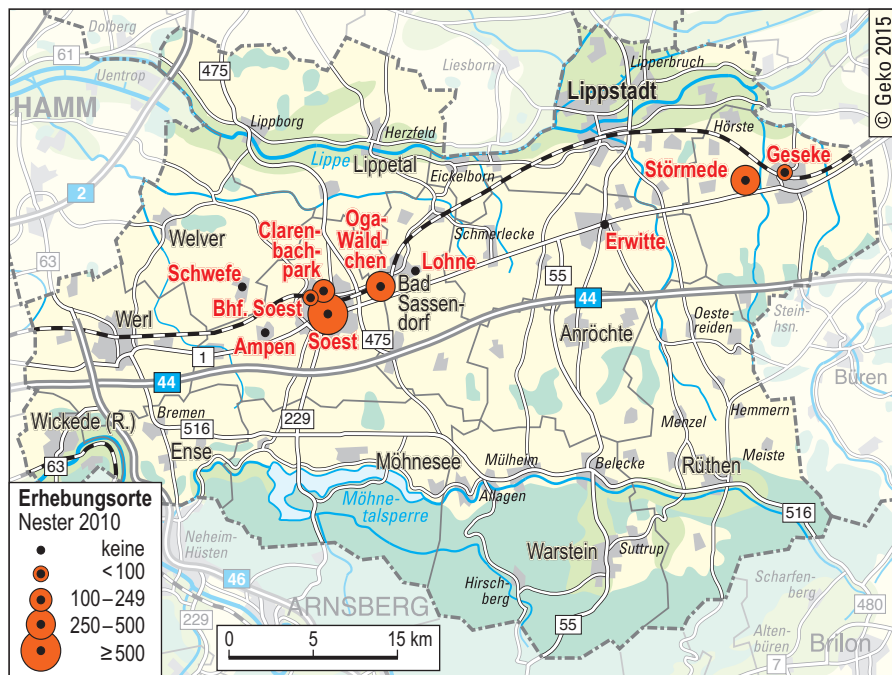 Dolberg
61
Uentrop
HAMM
475
Lippborg
Herzfeld
Lippe
Lippetal
Liesborn
Lipperbruch
Lippstadt
© Geko 2015
Hörste
Geseke
Störmede
Eickelborn
2
Welver
Claren-
bach-
park
Oga-
Wäld-
chen
Schmerlecke
Erwitte
Schwefe
Lohne
63
Bhf. Soest
Bad
Sassen-
dorf
55
44
Oeste-
reiden
Stein-
hsn.
Werl
Ampen
Soest
475
Anröchte
1
44
Büren
Bremen
516
229
Wickede (R.)
Menzel
Hemmern
Ense
Möhnesee
Mülheim
Belecke
Rüthen
Meiste
63
Allagen
Möhne-
talsperre
516
Erhebungsorte
Nester 2010
keine
<100
100–249
250–500
≥500
Neheim-
Hüsten
46
229
ARNSBERG
Warstein
Suttrup
Hirsch-
berg
55
0 5 15 km
Scharfen-
berg
480
Alten-
büren
Brilon
7